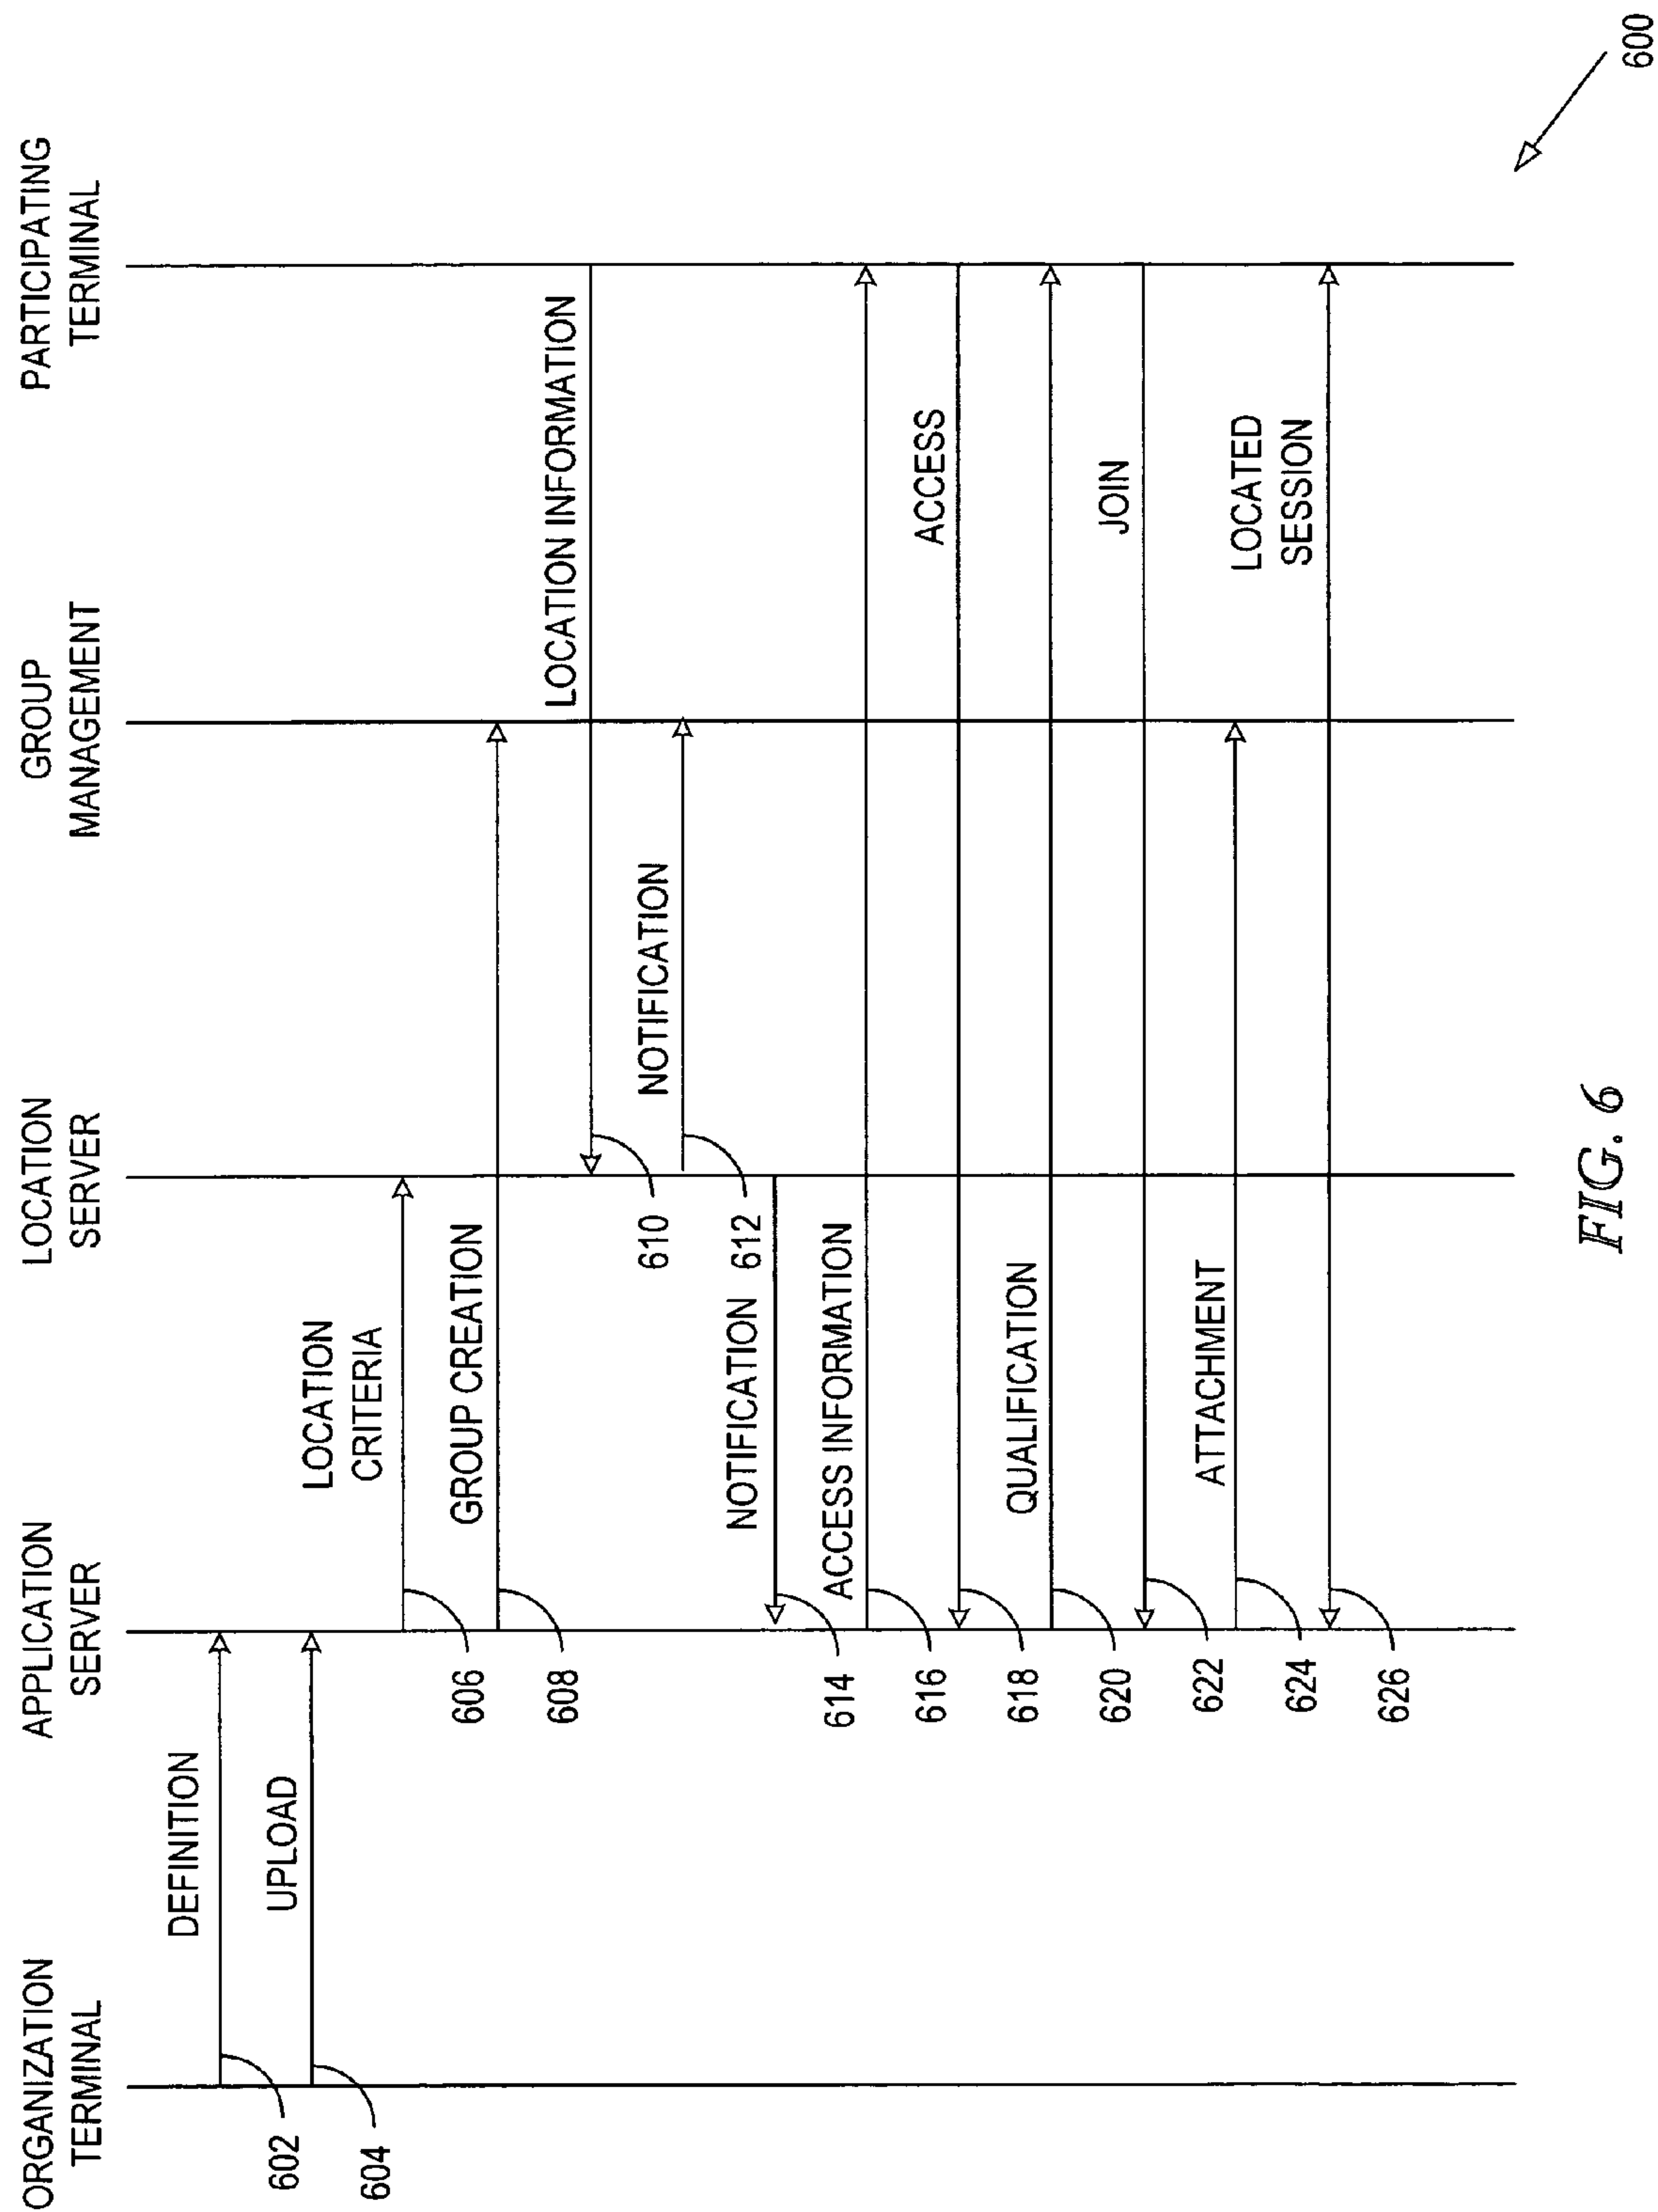 ORGANIZATION
TERMINAL
APPLICATION
SERVER
LOCATION
SERVER
GROUP
MANAGEMENT
PARTICIPATING
TERMINAL
DEFINITION
602
UPLOAD
604
LOCATION
CRITERIA
606
GROUP CREATION
608
LOCATION INFORMATION
610
NOTIFICATION
612
NOTIFICATION
614
ACCESS INFORMATION
616
ACCESS
618
QUALIFICATION
620
JOIN
622
ATTACHMENT
624
LOCATED
SESSION
626
600
FIG. 6